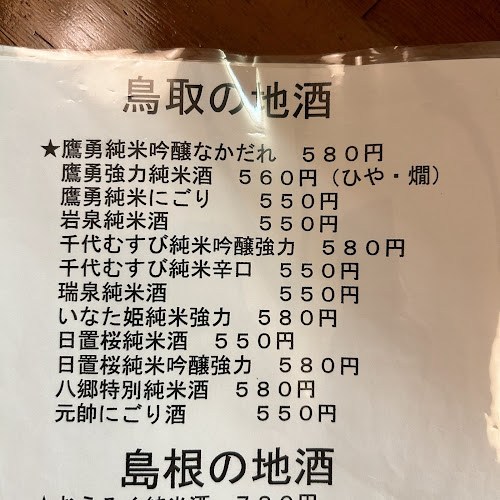 鳥取の地酒
★鷹勇純米吟醸なかだれ　５８０円
鷹勇強力純米酒　５６０円（ひや・燗）
鷹勇純米にごり　５５０円
岩泉純米酒　５５０円
千代むすび純米吟醸強力　５８０円
千代むすび純米辛口　５５０円
瑞泉純米酒　５５０円
いなた姫純米強力　５８０円
日置桜純米酒　５５０円
日置桜純米吟醸強力　５８０円
八郷特別純米酒　５８０円
元帥にごり酒　５５０円
島根の地酒